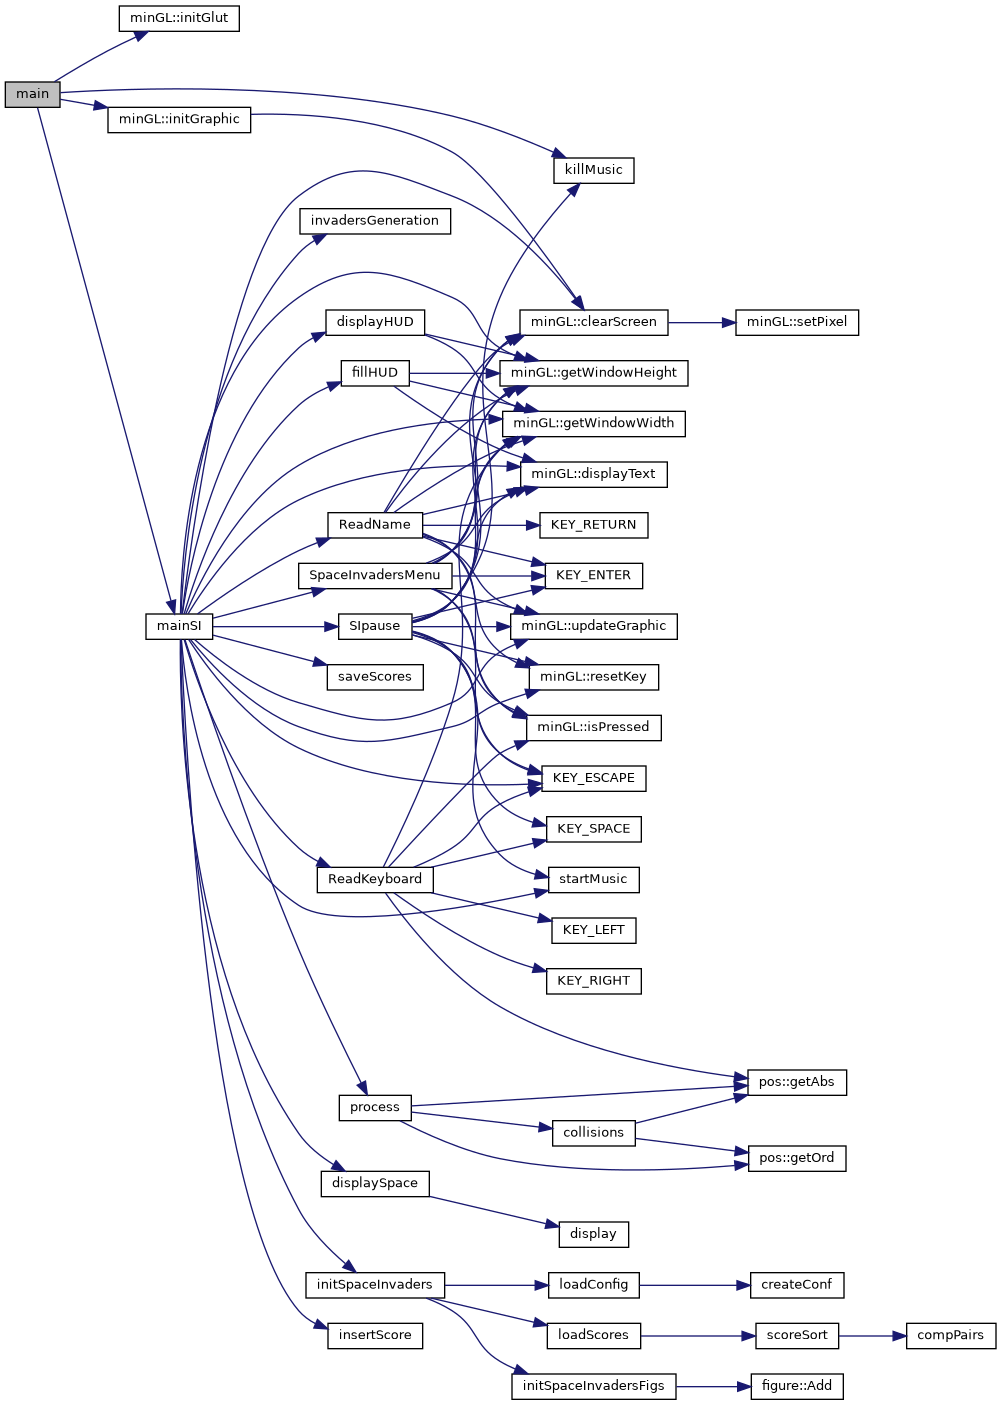 minGL::initGlut
main
minGL::initGraphic
killMusic
invadersGeneration
displayHUD
minGL::clearScreen
minGL::setPixel
fillHUD
minGL::getWindowHeight
minGL::getWindowWidth
minGL::displayText
ReadName
KEY_RETURN
SpaceInvadersMenu
KEY_ENTER
mainSI
SIpause
minGL::updateGraphic
saveScores
minGL::resetKey
minGL::isPressed
KEY_ESCAPE
KEY_SPACE
ReadKeyboard
startMusic
KEY_LEFT
KEY_RIGHT
pos::getAbs
process
collisions
pos::getOrd
displaySpace
display
initSpaceInvaders
loadConfig
createConf
insertScore
loadScores
scoreSort
compPairs
initSpaceInvadersFigs
figure::Add